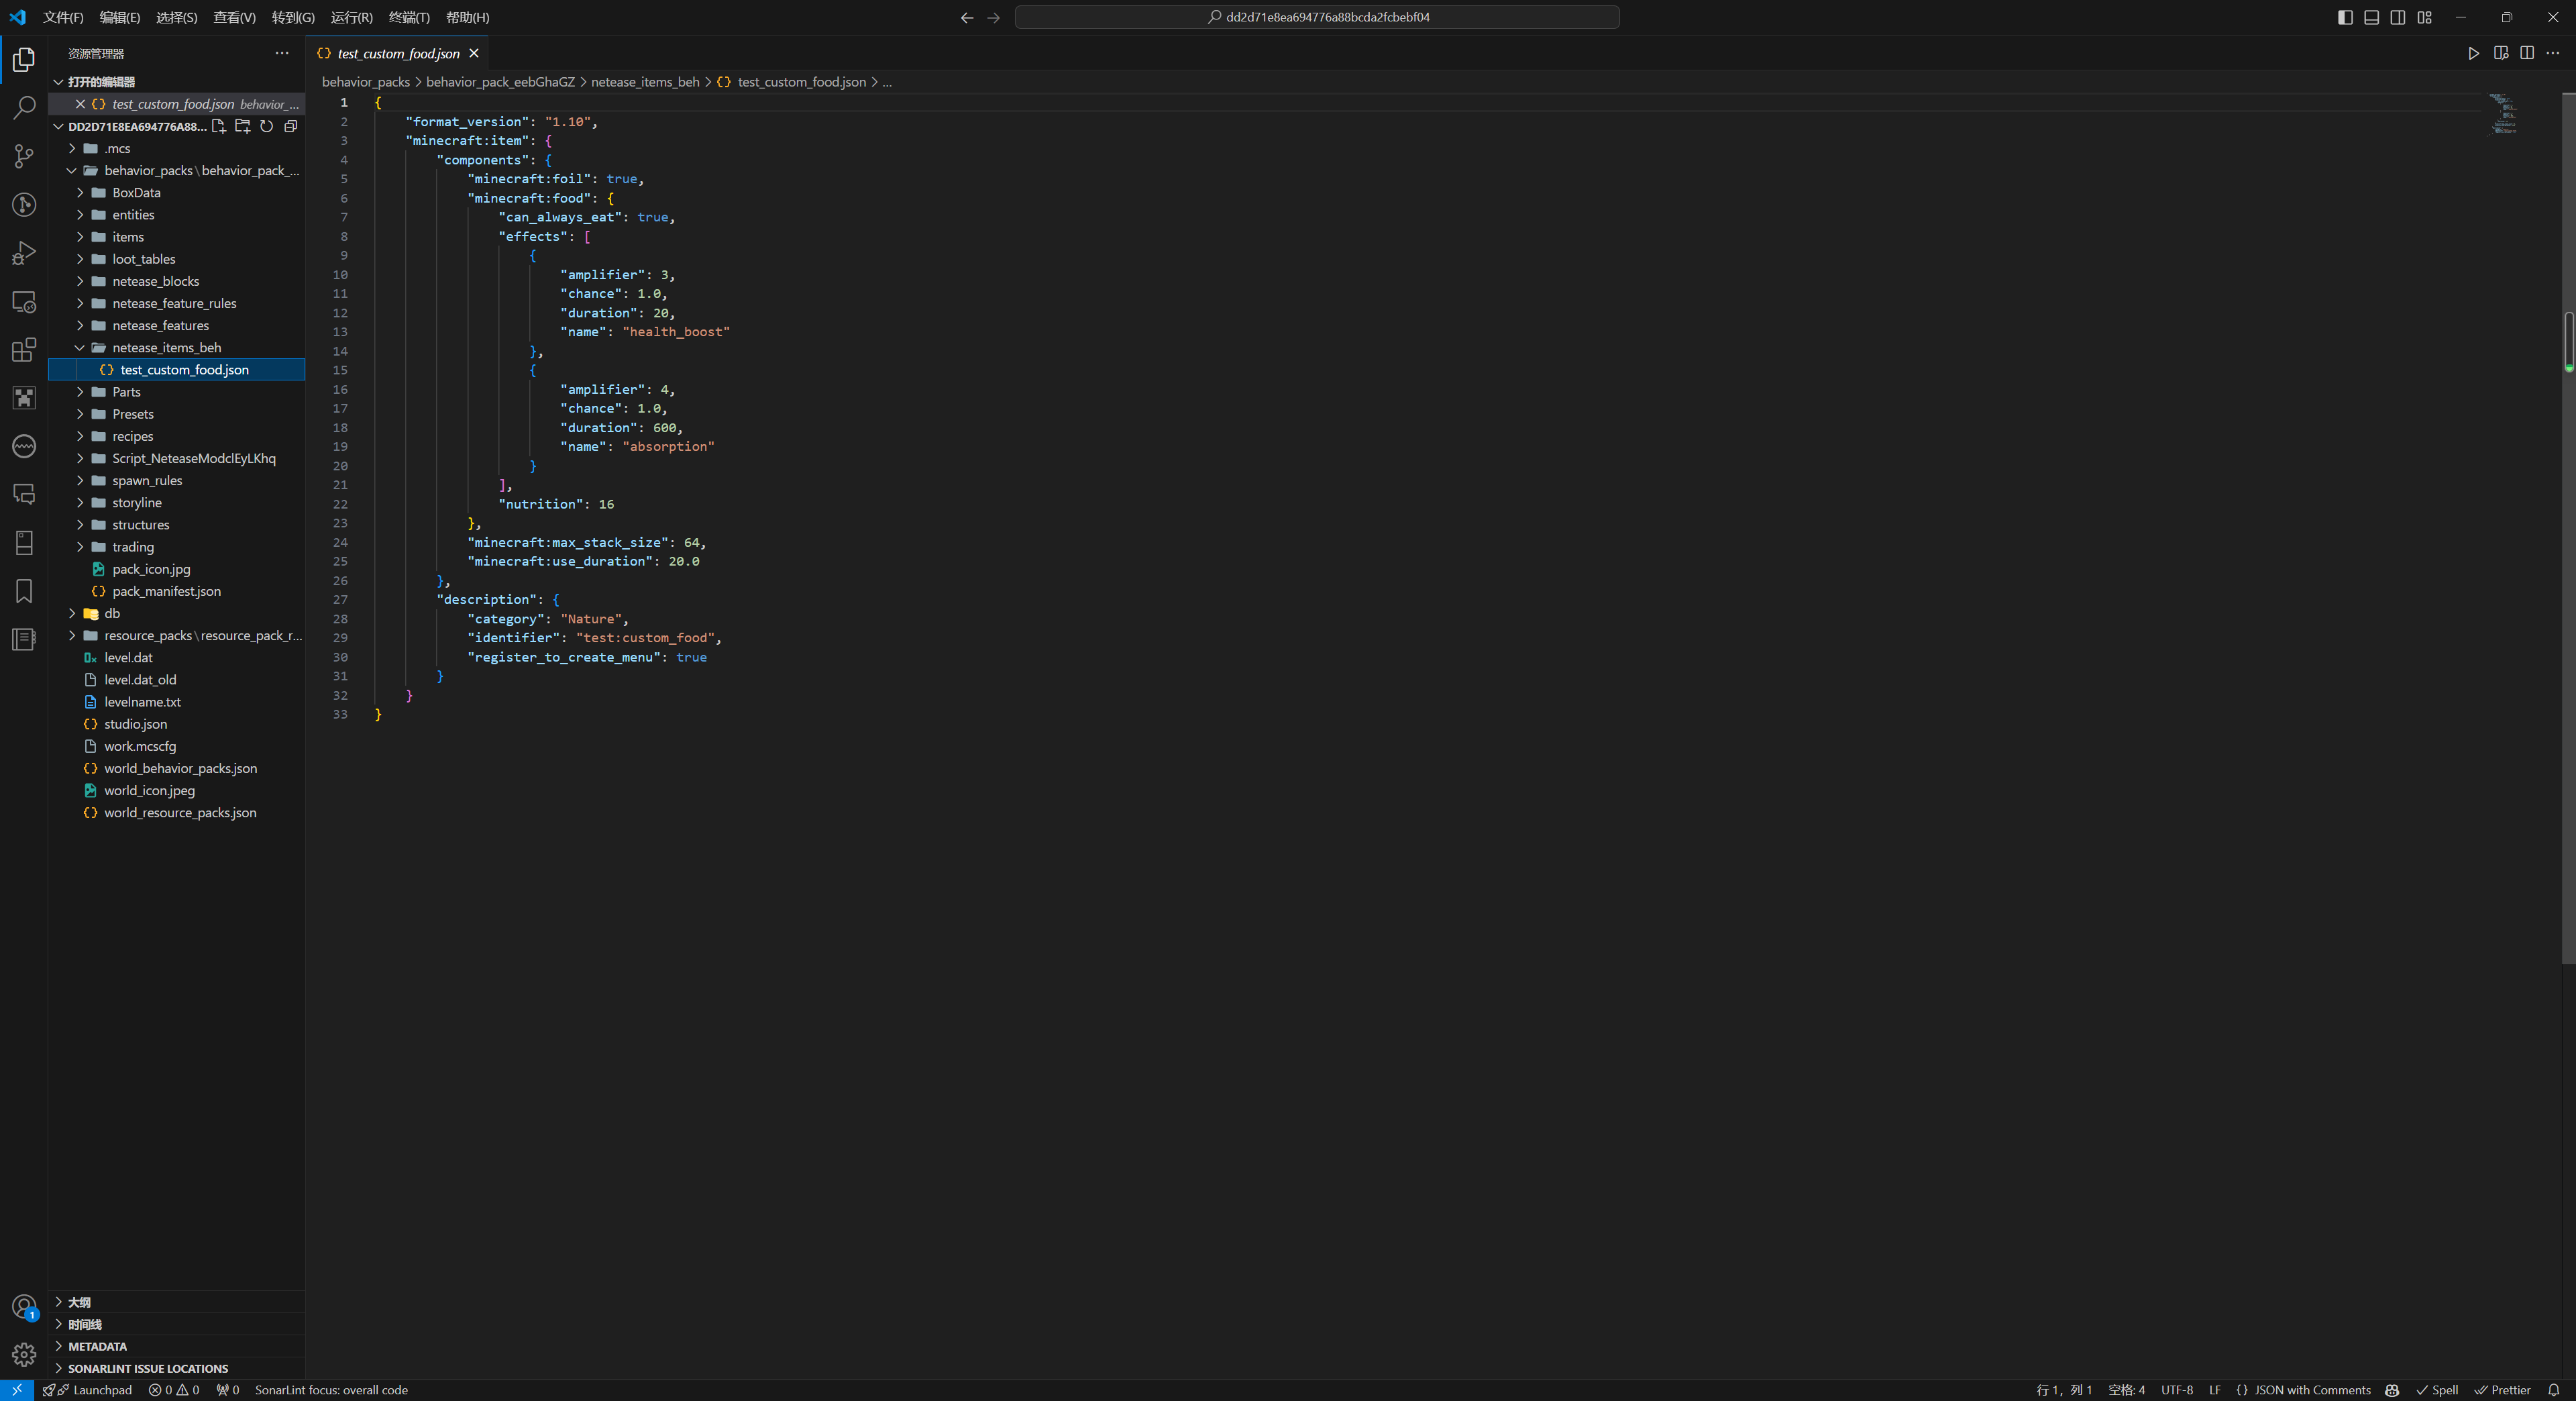 文件(F) 编辑(E) 选择(S) 查看(V) 转到(G) 运行(R) 终端(T) 帮助(H)
dd2d71e8ea694776a88bcda2fcbebf04
资源管理器
打开的编辑器
test_custom_food.json behavior_...
DD2D71E8EA694776A88...
.mcs
behavior_packs\behavior_pack_...
BoxData
entities
items
loot_tables
netease_blocks
netease_feature_rules
netease_features
netease_items_beh
test_custom_food.json
Parts
Presets
recipes
Script_NeteaseModclEyLKhq
spawn_rules
storyline
structures
trading
pack_icon.jpg
pack_manifest.json
db
resource_packs\resource_pack_r...
level.dat
level.dat_old
levelname.txt
studio.json
work.mcscfg
world_behavior_packs.json
world_icon.jpeg
world_resource_packs.json
大纲
时间线
METADATA
SONARLINT ISSUE LOCATIONS
1
test_custom_food.json
behavior_packs > behavior_pack_eebGhaGZ > netease_items_beh > {} test_custom_food.json > ...
1 {
2 "format_version": "1.10",
3 "minecraft:item": {
4 "components": {
5 "minecraft:foil": true,
6 "minecraft:food": {
7 "can_always_eat": true,
8 "effects": [
9 {
10 "amplifier": 3,
11 "chance": 1.0,
12 "duration": 20,
13 "name": "health_boost"
14 },
15 {
16 "amplifier": 4,
17 "chance": 1.0,
18 "duration": 600,
19 "name": "absorption"
20 }
21 ],
22 "nutrition": 16
23 },
24 "minecraft:max_stack_size": 64,
25 "minecraft:use_duration": 20.0
26 },
27 "description": {
28 "category": "Nature",
29 "identifier": "test:custom_food",
30 "register_to_create_menu": true
31 }
32 }
33 }
Launchpad 0 0 0 SonarLint focus: overall code
行 1，列 1 空格: 4 UTF-8 LF {} JSON with Comments Spell Prettier